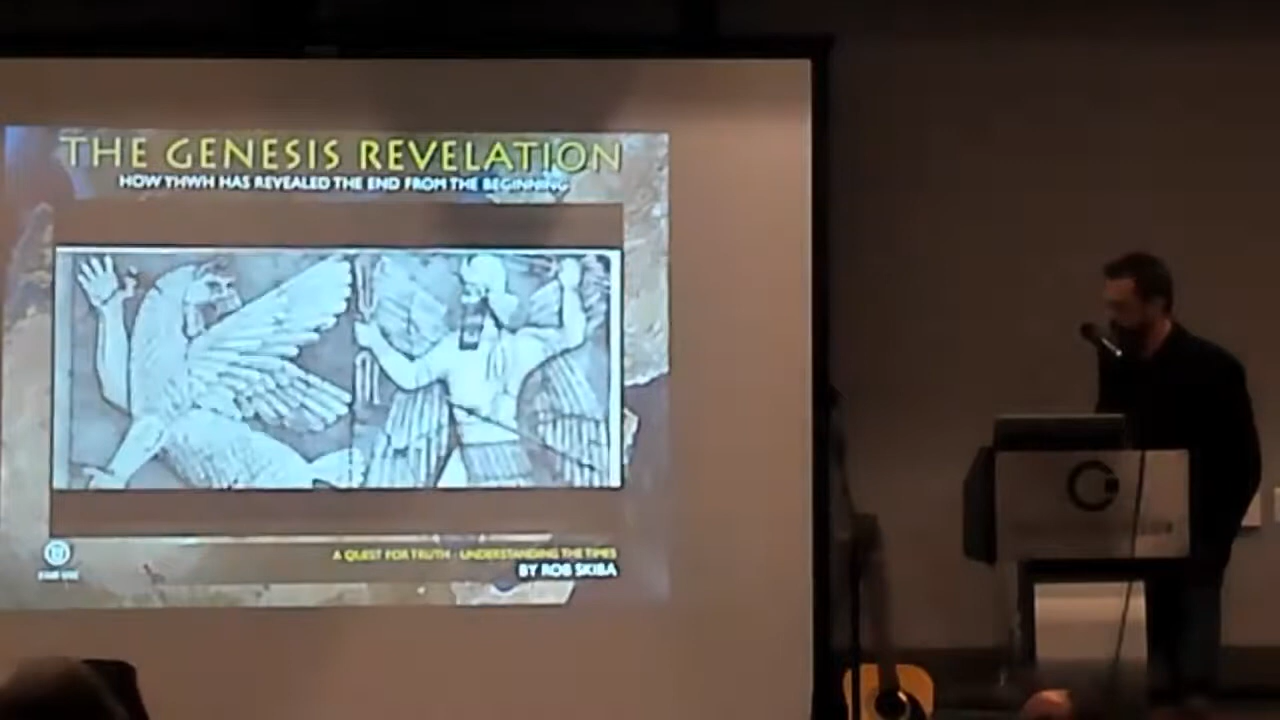 THE GENESIS REVELATION
HOW YHWH HAS REVEALED THE END FROM THE BEGINNING
A QUEST FOR TRUTH - UNDERSTANDING THE TIMES
BY ROB SKIBA